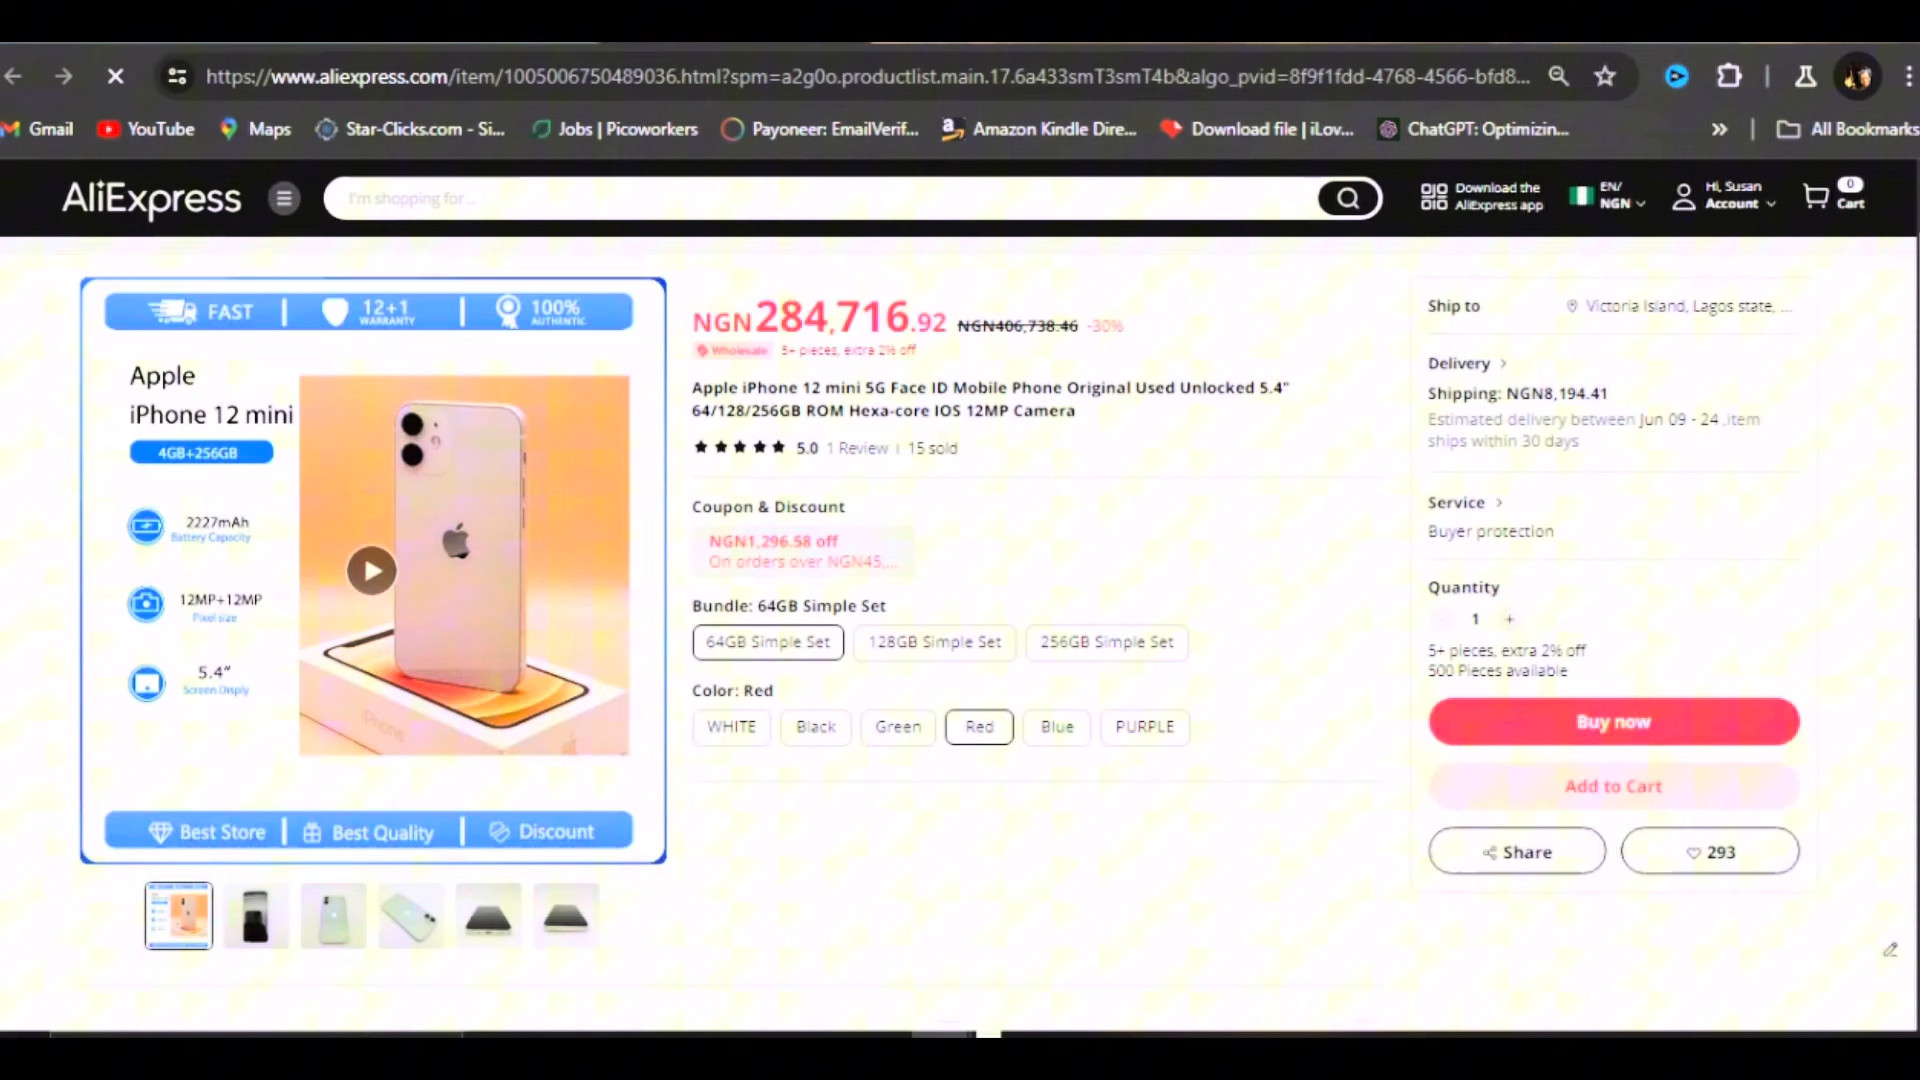 https://www.aliexpress.com/item/1005006750489036.html?spm=a2g0o.productlist.main.17.6a433smT3smT4b&algo_pvid=8f9f1fdd-4768-4566-bfd8...
Gmail YouTube Maps Star-Clicks.com - Si... Jobs | Picoworkers Payoneer: EmailVerif... Amazon Kindle Dire... Download file | iLov... ChatGPT: Optimizin... » All Bookmarks
AliExpress
I'm shopping for...
Download the
AliExpress app
EN/
NGN
Hi, Susan
Account
0
Cart
FAST
12+1
WARRANTY
100%
AUTHENTIC
Apple
iPhone 12 mini
4GB+256GB
2227mAh
Battery Capacity
12MP+12MP
Pixel size
5.4"
Screen Disply
iPhone
Best Store Best Quality Discount
NGN284,716.92 NGN406,738.46 -30%
Wholesale 5+ pieces, extra 2% off
Apple iPhone 12 mini 5G Face ID Mobile Phone Original Used Unlocked 5.4"
64/128/256GB ROM Hexa-core IOS 12MP Camera
5.0 1 Review | 15 sold
Coupon & Discount
NGN1,296.58 off
On orders over NGN45,...
Bundle: 64GB Simple Set
64GB Simple Set 128GB Simple Set 256GB Simple Set
Color: Red
WHITE Black Green Red Blue PURPLE
Ship to Victoria Island, Lagos state, ...
Delivery >
Shipping: NGN8,194.41
Estimated delivery between Jun 09 - 24 ,item
ships within 30 days
Service >
Buyer protection
Quantity
1 +
5+ pieces, extra 2% off
500 Pieces available
Buy now
Add to Cart
Share
293